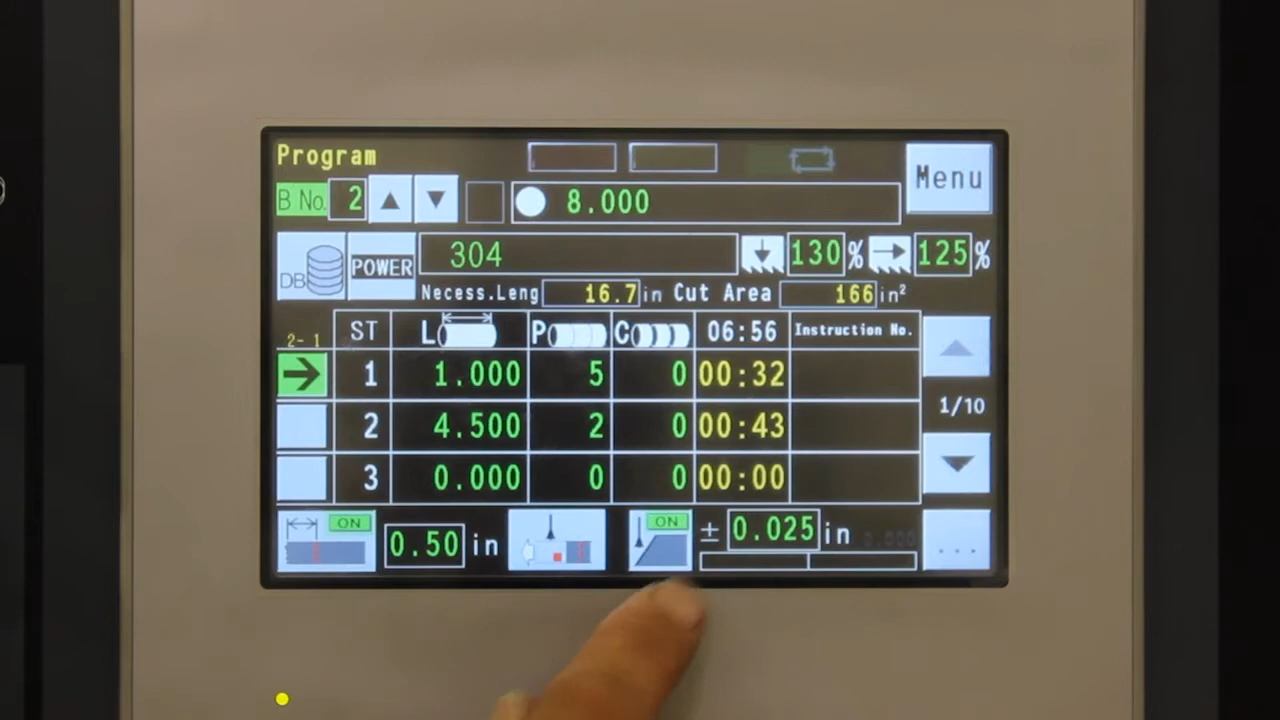 Program
Menu
B No. 2 ▲ ▼ 8.000
DB POWER 304 130 % 125 %
Necess.Leng 16.7 in Cut Area 166 in²
2- 1 ST L P C 06:56 Instruction No.
1 1.000 5 0 00:32
1/10
2 4.500 2 0 00:43
3 0.000 0 0 00:00
ON 0.50 in ON ± 0.025 in ...